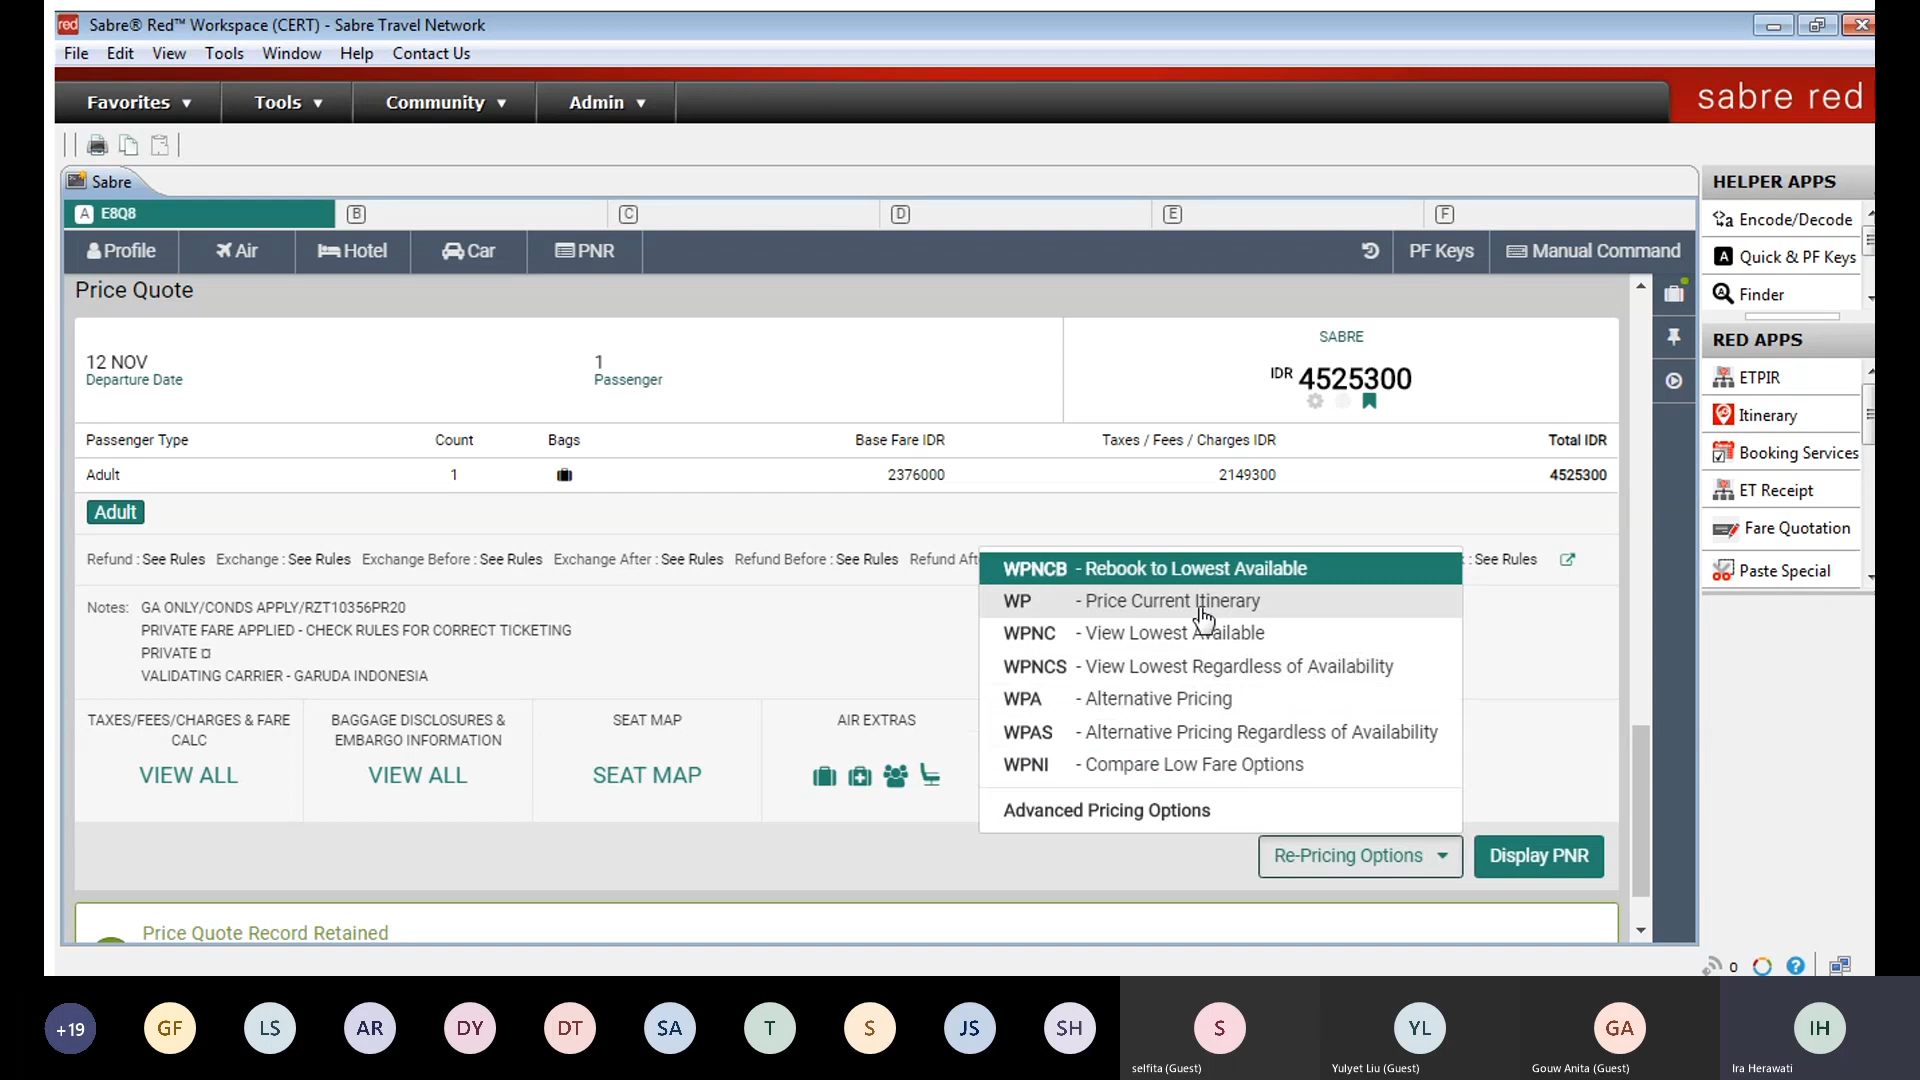 red Sabre® Red™ Workspace (CERT) - Sabre Travel Network
File Edit View Tools Window Help Contact Us
Favorites Tools Community Admin
sabre red
Sabre
A E8Q8 B C D E F
Profile Air Hotel Car PNR PF Keys Manual Command
Price Quote
12 NOV
Departure Date
1
Passenger
SABRE
IDR 4525300
Passenger Type Count Bags Base Fare IDR Taxes / Fees / Charges IDR Total IDR
Adult 1 2376000 2149300 4525300
Adult
Refund : See Rules Exchange : See Rules Exchange Before : See Rules Exchange After : See Rules Refund Before : See Rules Refund Aft : See Rules
Notes: GA ONLY/CONDS APPLY/RZT10356PR20
PRIVATE FARE APPLIED - CHECK RULES FOR CORRECT TICKETING
PRIVATE ¤
VALIDATING CARRIER - GARUDA INDONESIA
WPNCB - Rebook to Lowest Available
WP - Price Current Itinerary
WPNC - View Lowest Available
WPNCS - View Lowest Regardless of Availability
WPA - Alternative Pricing
WPAS - Alternative Pricing Regardless of Availability
WPNI - Compare Low Fare Options
Advanced Pricing Options
TAXES/FEES/CHARGES & FARE
CALC
VIEW ALL
BAGGAGE DISCLOSURES &
EMBARGO INFORMATION
VIEW ALL
SEAT MAP
SEAT MAP
AIR EXTRAS
Re-Pricing Options Display PNR
Price Quote Record Retained
HELPER APPS
Encode/Decode
A Quick & PF Keys
Finder
RED APPS
ETPIR
Itinerary
Booking Services
ET Receipt
Fare Quotation
Paste Special
0
+19 GF LS AR DY DT SA T S JS SH S YL GA IH
selfita (Guest) Yulyet Liu (Guest) Gouw Anita (Guest) Ira Herawati